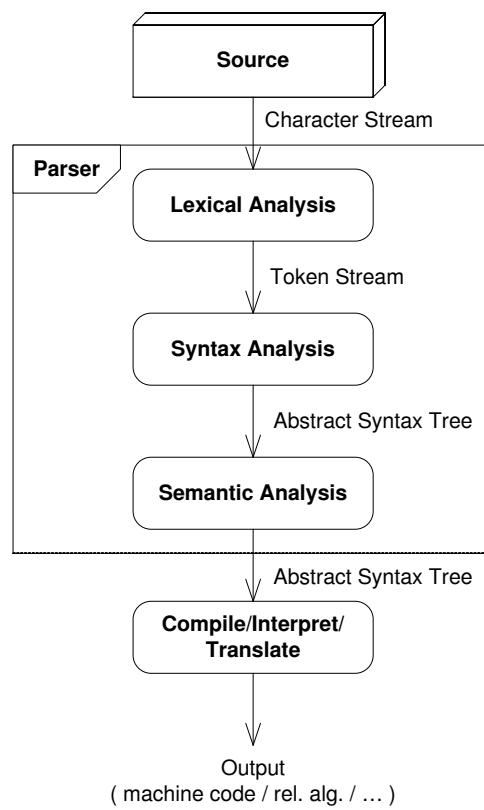 Source
Character Stream
Parser
Lexical Analysis
Token Stream
Syntax Analysis
Abstract Syntax Tree
Semantic Analysis
Abstract Syntax Tree
Compile/Interpret/
Translate
Output
( machine code / rel. alg. / … )